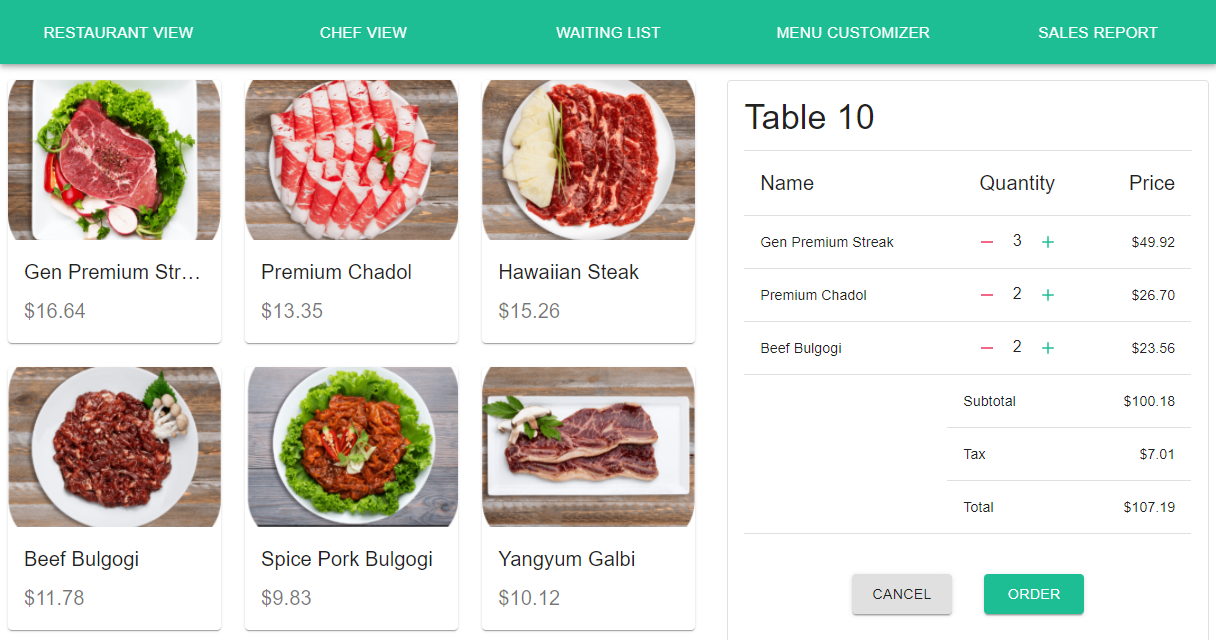 RESTAURANT VIEW CHEF VIEW WAITING LIST MENU CUSTOMIZER SALES REPORT
Gen Premium Str... Premium Chadol Hawaiian Steak
$16.64 $13.35 $15.26
Beef Bulgogi Spice Pork Bulgogi Yangyum Galbi
$11.78 $9.83 $10.12
Table 10
Name Quantity Price
Gen Premium Streak − 3 + $49.92
Premium Chadol − 2 + $26.70
Beef Bulgogi − 2 + $23.56
Subtotal $100.18
Tax $7.01
Total $107.19
CANCEL ORDER